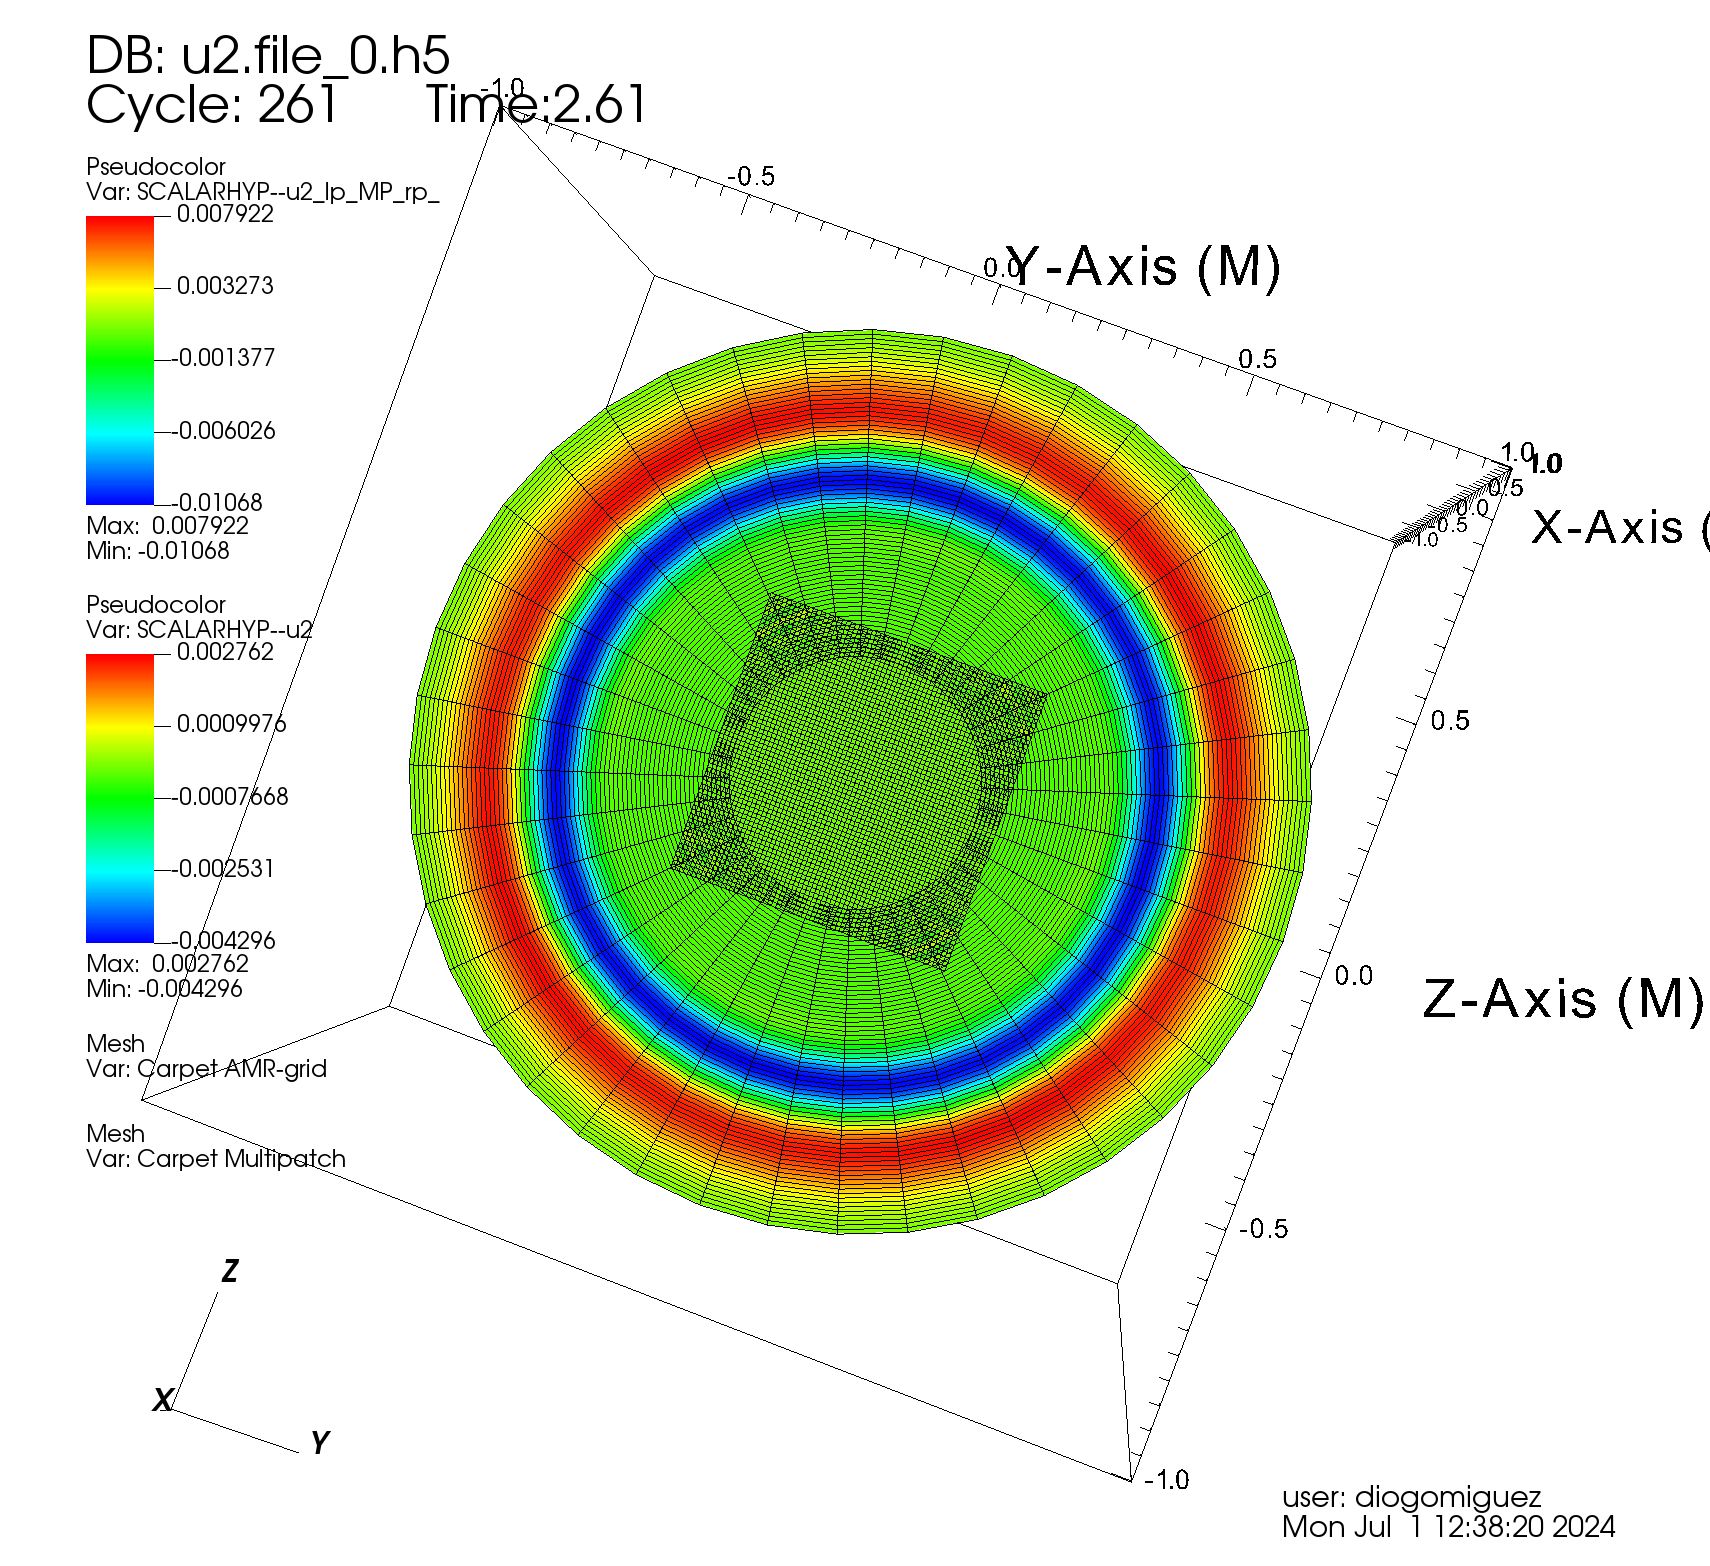 DB: u2.file_0.h5
Cycle: 261 Time:2.61
Pseudocolor
Var: SCALARHYP--u2_lp_MP_rp_
0.007922
0.003273
-0.001377
-0.006026
-0.01068
Max: 0.007922
Min: -0.01068
Pseudocolor
Var: SCALARHYP--u2
0.002762
0.0009976
-0.0007668
-0.002531
-0.004296
Max: 0.002762
Min: -0.004296
Mesh
Var: Carpet AMR-grid
Mesh
Var: Carpet Multipatch
-1.0
-0.5
0.0
0.5
1.0
Y-Axis (M)
1.0
0.5
0.0
-0.5
-1.0
X-Axis (
1.0
0.5
0.0
-0.5
-1.0
Z-Axis (M)
Z
X
Y
user: diogomiguez
Mon Jul 1 12:38:20 2024